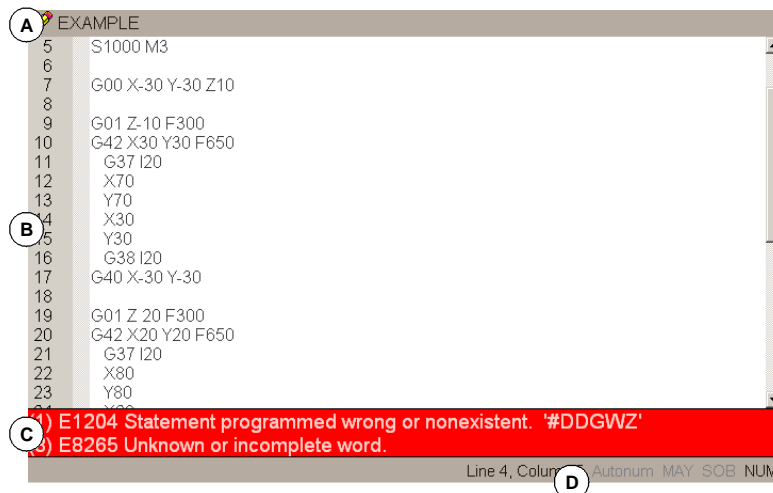 A EXAMPLE
5 S1000 M3
6
7 G00 X-30 Y-30 Z10
8
9 G01 Z-10 F300
10 G42 X30 Y30 F650
11 G37 I20
12 X70
13 Y70
14 X30
B
15 Y30
16 G38 I20
17 G40 X-30 Y-30
18
19 G01 Z 20 F300
20 G42 X20 Y20 F650
21 G37 I20
22 X80
23 Y80
C
E1204 Statement programmed wrong or nonexistent. '#DDGWZ'
E8265 Unknown or incomplete word.
Line 4, Autonum MAY SOB NUM
D